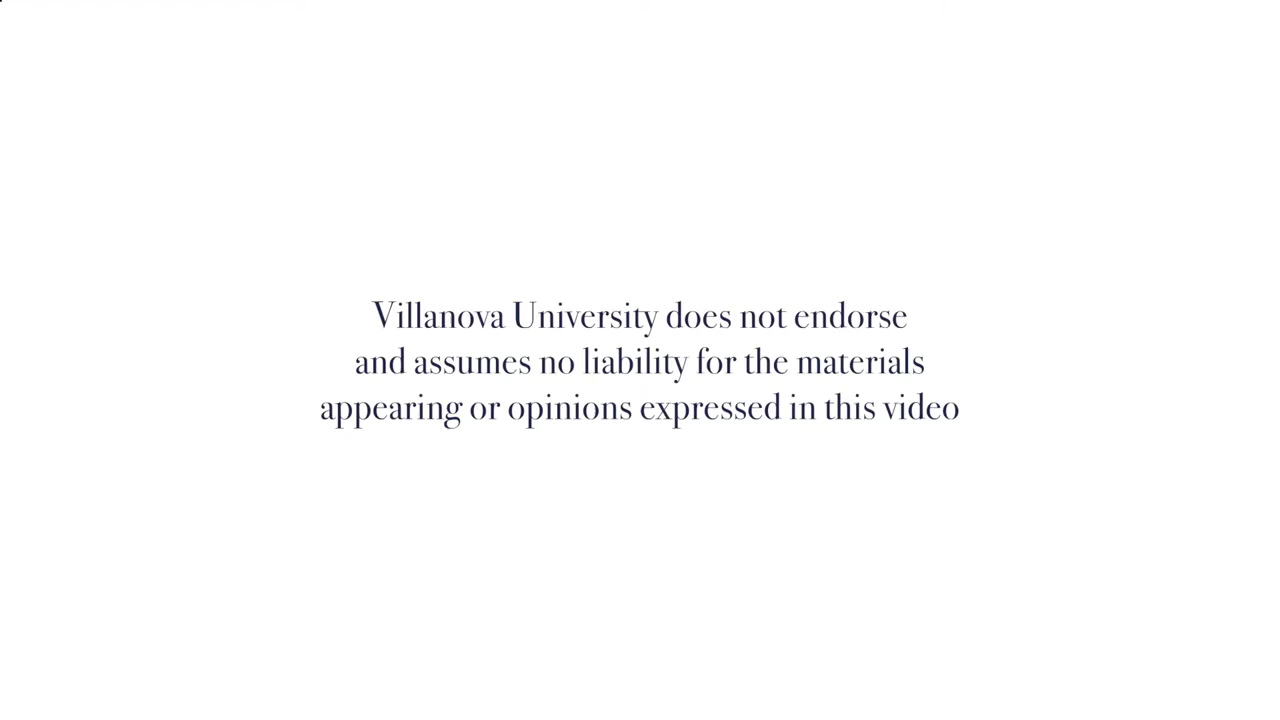 Villanova University does not endorse
and assumes no liability for the materials
appearing or opinions expressed in this video